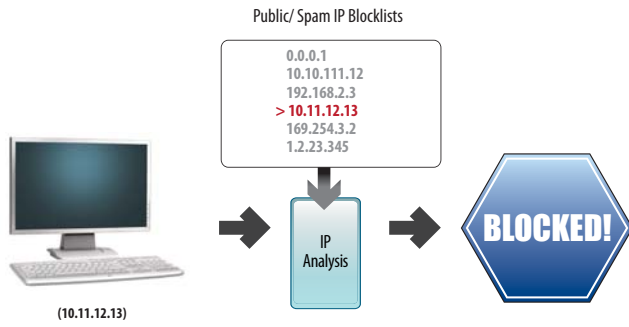 Public/ Spam IP Blocklists
0.0.0.1
10.10.111.12
192.168.2.3
> 10.11.12.13
169.254.3.2
1.2.23.345
IP
Analysis
BLOCKED!
(10.11.12.13)